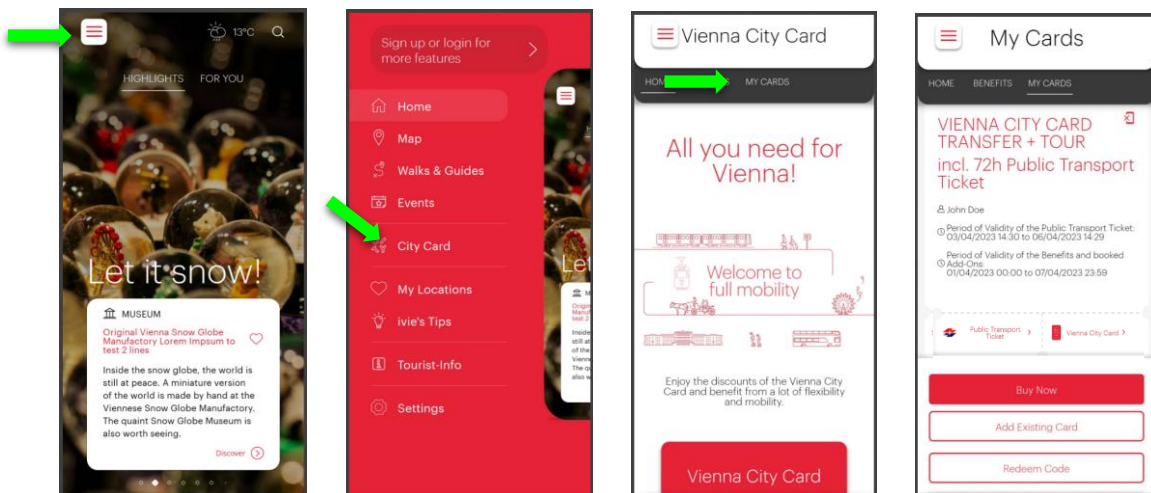 13°C
HIGHLIGHTS FOR YOU
Let it snow!
MUSEUM
Original Vienna Snow Globe
Manufactory Lorem Impsum to
test 2 lines
Inside the snow globe, the world is
still at peace. A miniature version
of the world is made by hand at the
Viennese Snow Globe Manufactory.
The quaint Snow Globe Museum is
also worth seeing.
Discover
Sign up or login for
more features
Home
Map
Walks & Guides
Events
City Card
My Locations
ivie's Tips
Tourist-Info
Settings
Let
Vienna City Card
MY CARDS
All you need for
Vienna!
Welcome to
full mobility
Enjoy the discounts of the Vienna City
Card and benefit from a lot of flexibility
and mobility.
Vienna City Card
My Cards
HOME BENEFITS MY CARDS
VIENNA CITY CARD
TRANSFER + TOUR
incl. 72h Public Transport
Ticket
John Doe
Period of Validity of the Public Transport Ticket:
03/04/2023 14:30 to 06/04/2023 14:29
Period of Validity of the Benefits and booked
Add-Ons:
01/04/2023 00:00 to 07/04/2023 23:59
Public Transport
Ticket
Vienna City Card
Buy Now
Add Existing Card
Redeem Code